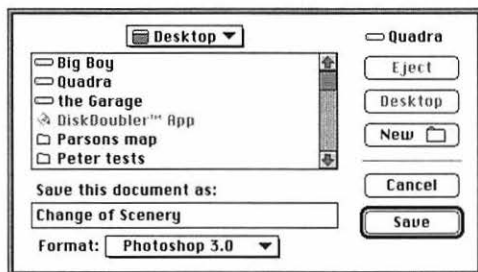 Desktop
Quadra
Big Boy
Quadra
the Garage
DiskDoubler™ App
Parsons map
Peter tests
Eject
Desktop
New
Save this document as:
Change of Scenery
Format: Photoshop 3.0
Cancel
Save